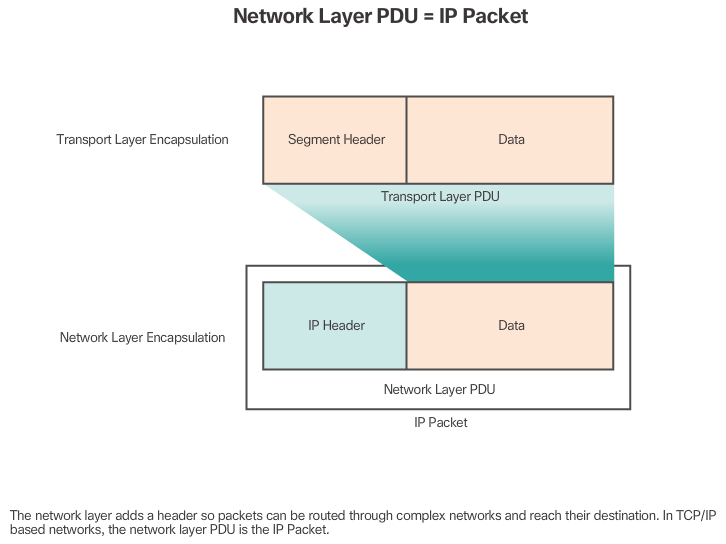 Network Layer PDU = IP Packet
Transport Layer Encapsulation
Segment Header
Data
Transport Layer PDU
Network Layer Encapsulation
IP Header
Data
Network Layer PDU
IP Packet
The network layer adds a header so packets can be routed through complex networks and reach their destination. In TCP/IP
based networks, the network layer PDU is the IP Packet.